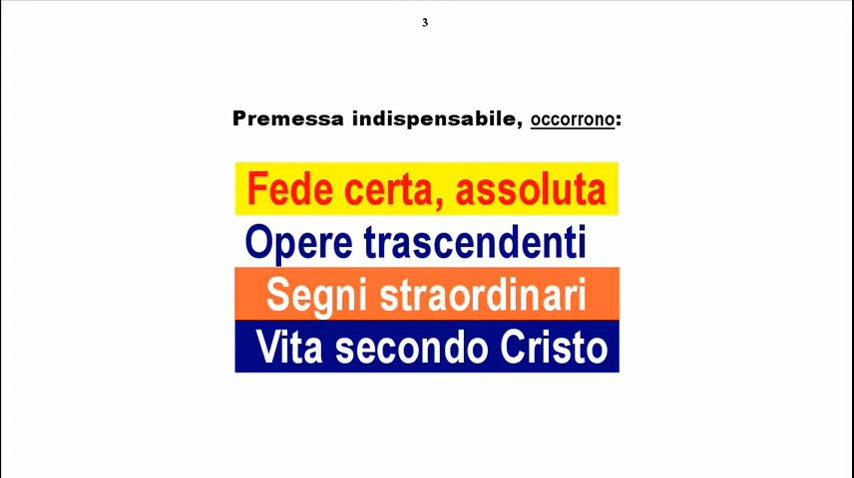 3
Premessa indispensabile, occorrono:
Fede certa, assoluta
Opere trascendenti
Segni straordinari
Vita secondo Cristo